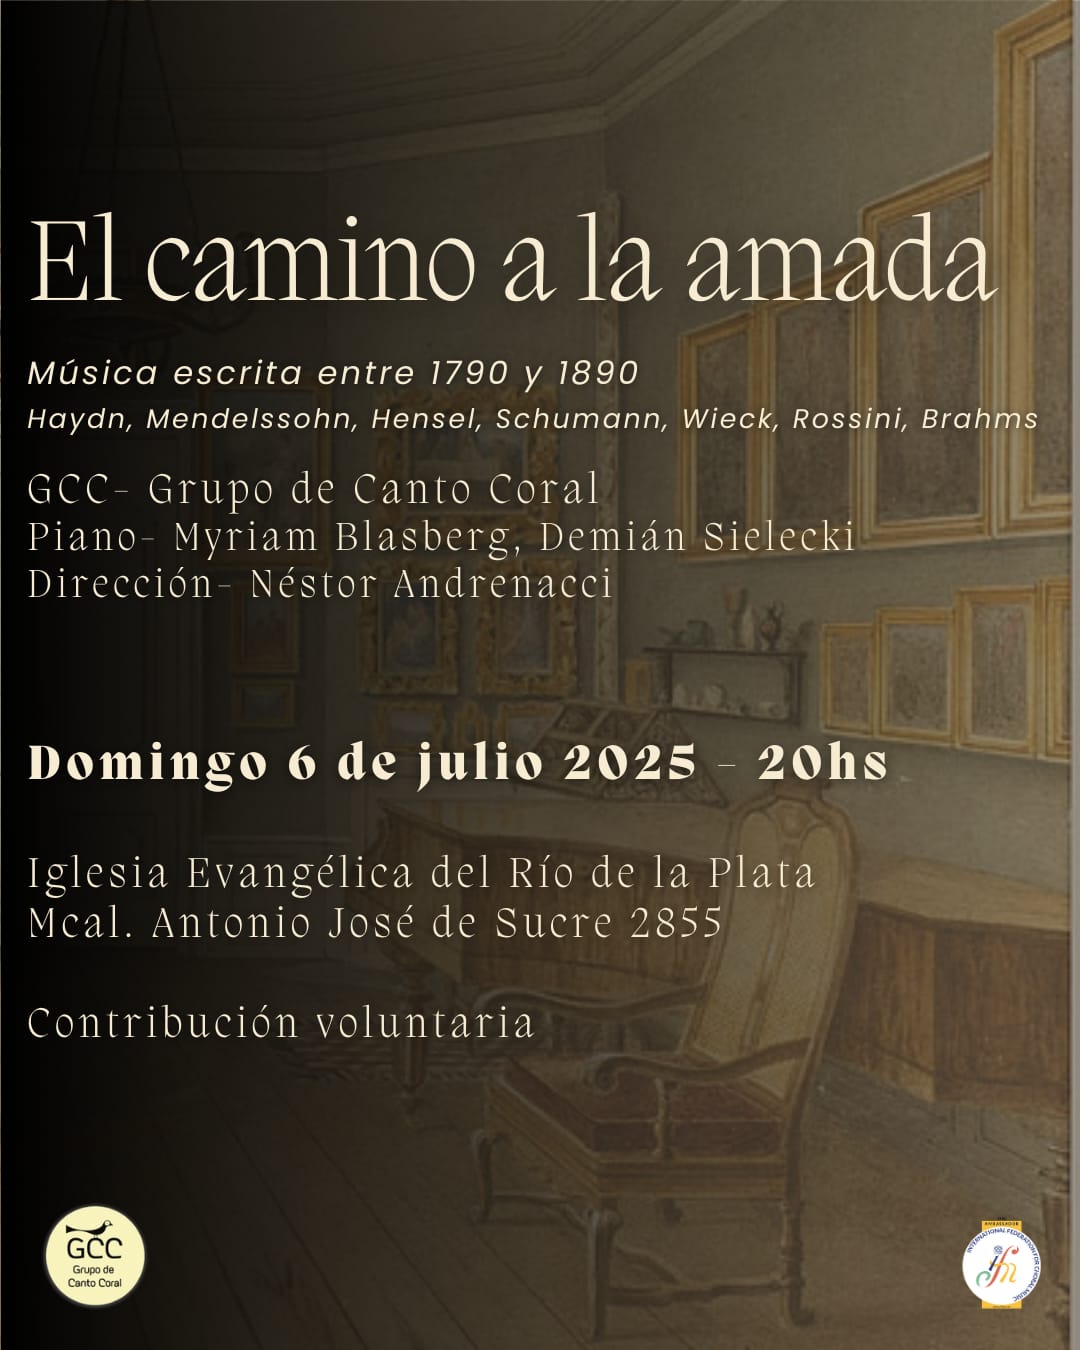 El camino a la amada
Música escrita entre 1790 y 1890
Haydn, Mendelssohn, Hensel, Schumann, Wieck, Rossini, Brahms
GCC- Grupo de Canto Coral
Piano- Myriam Blasberg, Demián Sielecki
Dirección- Néstor Andrenacci
Domingo 6 de julio 2025 - 20hs
Iglesia Evangélica del Río de la Plata
Mcal. Antonio José de Sucre 2855
Contribución voluntaria
GCC
Grupo de
Canto Coral
AMBASSADOR
INTERNATIONAL FEDERATION FOR CHORAL MUSIC
ifm